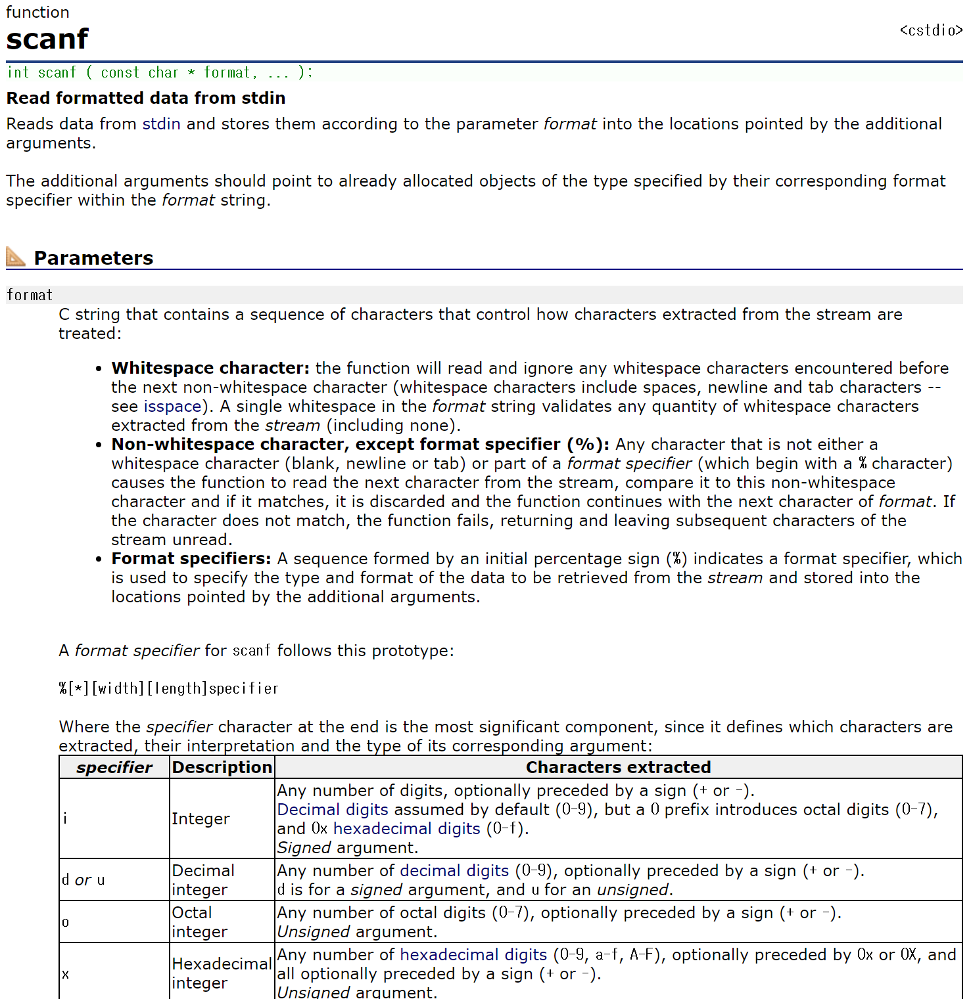 function
scanf
<cstdio>
int scanf ( const char * format, ... );
Read formatted data from stdin
Reads data from stdin and stores them according to the parameter format into the locations pointed by the additional
arguments.
The additional arguments should point to already allocated objects of the type specified by their corresponding format
specifier within the format string.
Parameters
format
C string that contains a sequence of characters that control how characters extracted from the stream are
treated:
• Whitespace character: the function will read and ignore any whitespace characters encountered before
the next non-whitespace character (whitespace characters include spaces, newline and tab characters --
see isspace). A single whitespace in the format string validates any quantity of whitespace characters
extracted from the stream (including none).
• Non-whitespace character, except format specifier (%): Any character that is not either a
whitespace character (blank, newline or tab) or part of a format specifier (which begin with a % character)
causes the function to read the next character from the stream, compare it to this non-whitespace
character and if it matches, it is discarded and the function continues with the next character of format. If
the character does not match, the function fails, returning and leaving subsequent characters of the
stream unread.
• Format specifiers: A sequence formed by an initial percentage sign (%) indicates a format specifier, which
is used to specify the type and format of the data to be retrieved from the stream and stored into the
locations pointed by the additional arguments.
A format specifier for scanf follows this prototype:
%[*][width][length]specifier
Where the specifier character at the end is the most significant component, since it defines which characters are
extracted, their interpretation and the type of its corresponding argument:
specifier Description Characters extracted
i
Integer
Any number of digits, optionally preceded by a sign (+ or -).
Decimal digits assumed by default (0-9), but a 0 prefix introduces octal digits (0-7),
and 0x hexadecimal digits (0-f).
Signed argument.
d or u
Decimal
integer
Any number of decimal digits (0-9), optionally preceded by a sign (+ or -).
d is for a signed argument, and u for an unsigned.
o
Octal
integer
Any number of octal digits (0-7), optionally preceded by a sign (+ or -).
Unsigned argument.
x
Hexadecimal
integer
Any number of hexadecimal digits (0-9, a-f, A-F), optionally preceded by 0x or 0X, and
all optionally preceded by a sign (+ or -).
Unsigned argument.